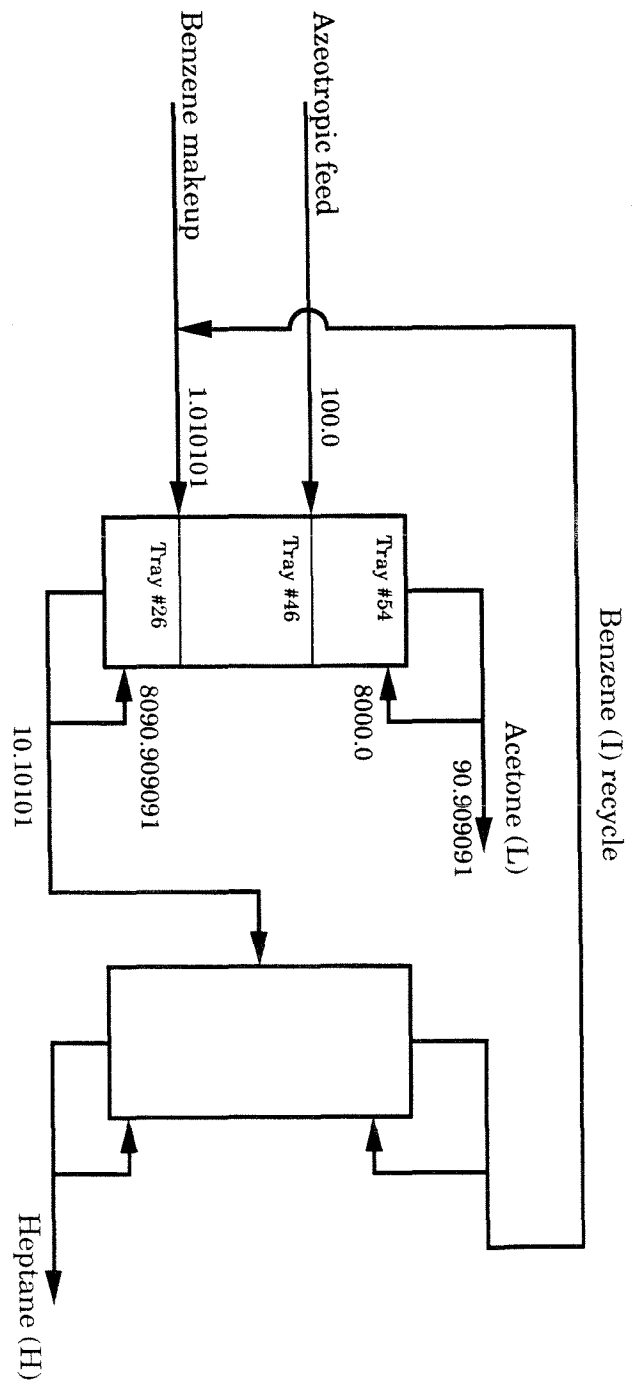 Benzene (I) recycle
Azeotropic feed
Benzene makeup
100.0
1.010101
Tray #54
Tray #46
Tray #26
8000.0
8090.909091
Acetone (L)
90.909091
10.10101
Heptane (H)